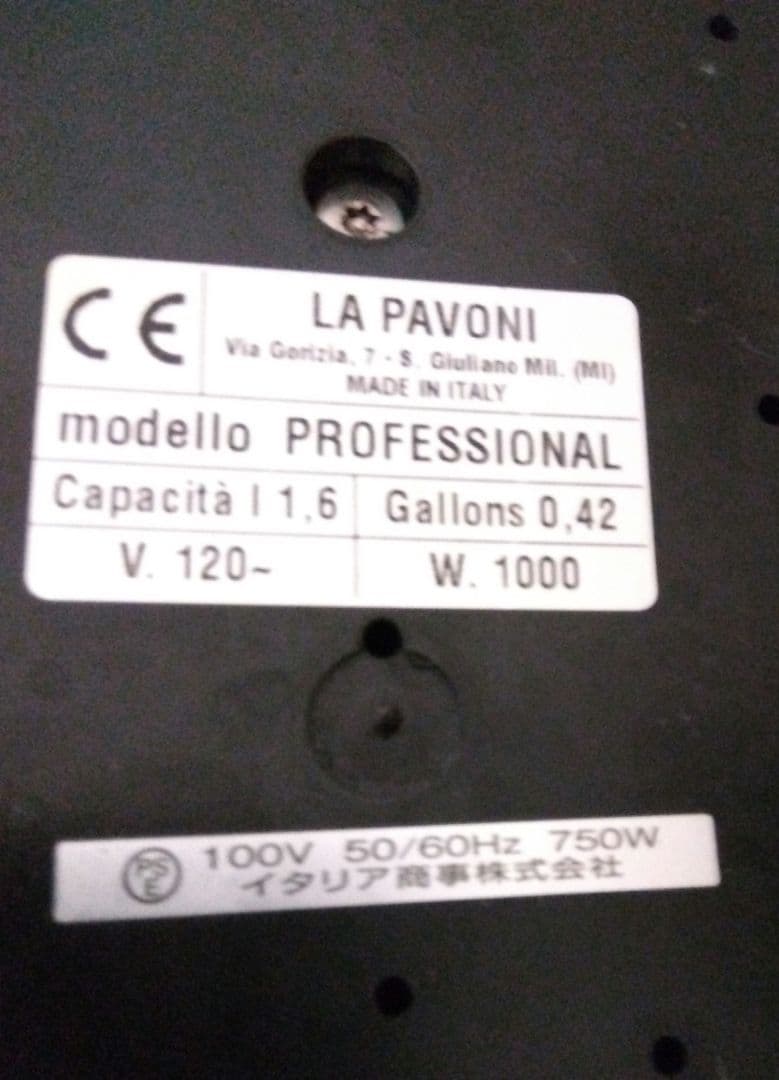 CE
LA PAVONI
Via Gorizia, 7 - S. Giuliano Mil. (MI)
MADE IN ITALY
modello PROFESSIONAL
Capacità l 1,6 Gallons 0,42
V. 120~ W. 1000
PSE 100V 50/60Hz 750W
イタリア商事株式会社